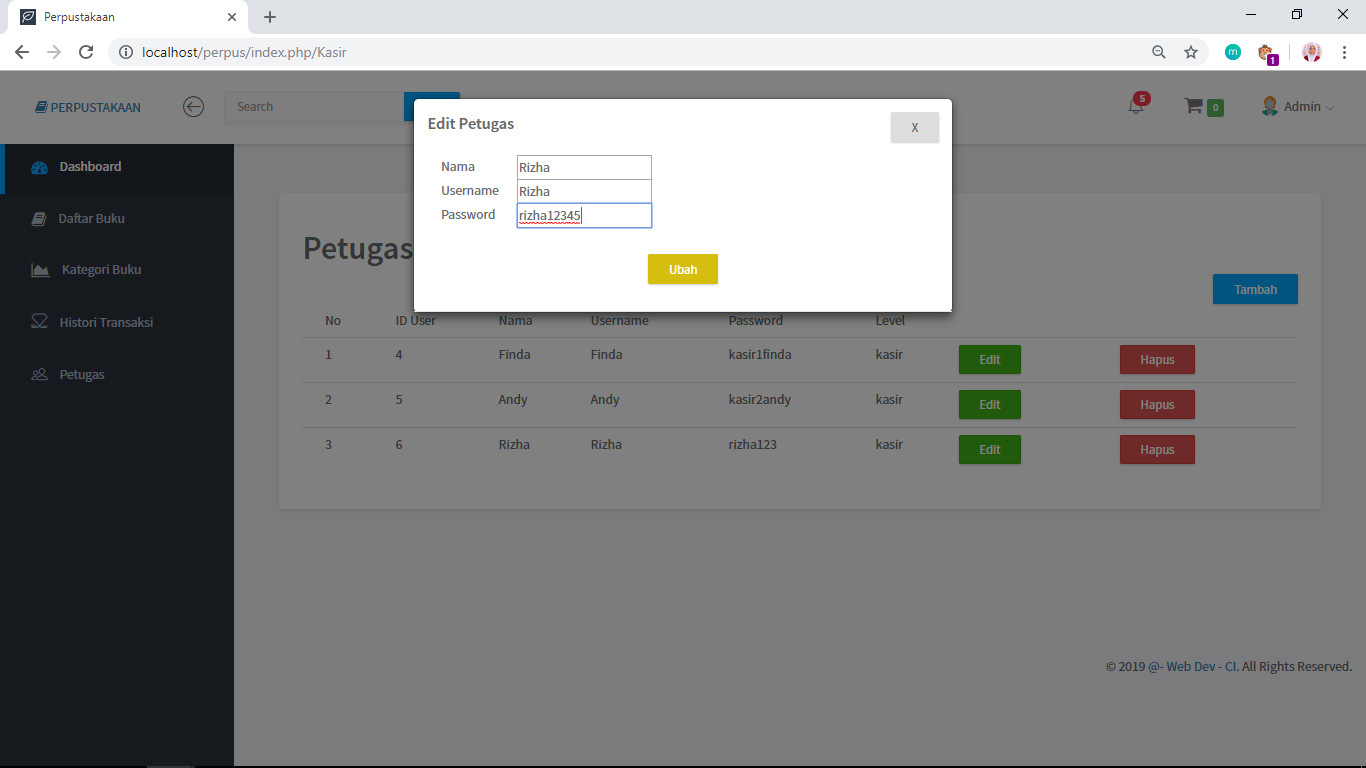 Perpustakaan
localhost/perpus/index.php/Kasir
m
1
PERPUSTAKAAN
Search
5
0
Admin
Edit Petugas
X
Nama Rizha
Username Rizha
Password rizha12345
Ubah
Dashboard
Daftar Buku
Kategori Buku
Histori Transaksi
Petugas
Petugas
Tambah
No ID User Nama Username Password Level
1 4 Finda Finda kasir1finda kasir Edit Hapus
2 5 Andy Andy kasir2andy kasir Edit Hapus
3 6 Rizha Rizha rizha123 kasir Edit Hapus
© 2019 @- Web Dev - CI. All Rights Reserved.